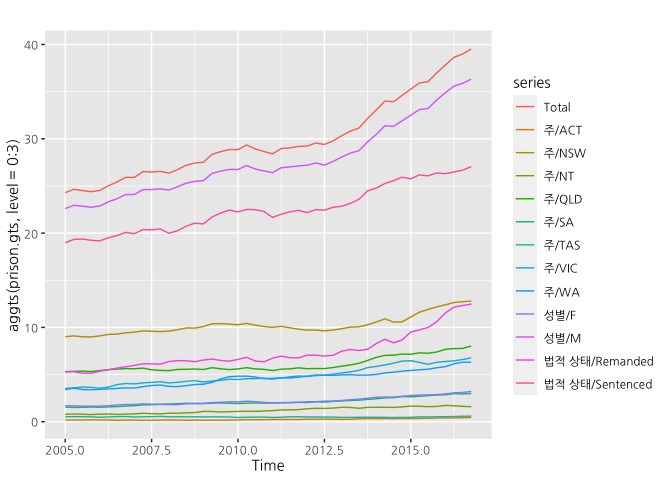 40
30
20
10
0
aggts(prison.gts, level = 0:3)
2005.0 2007.5 2010.0 2012.5 2015.0
Time
series
Total
주/ACT
주/NSW
주/NT
주/QLD
주/SA
주/TAS
주/VIC
주/WA
성별/F
성별/M
법적 상태/Remanded
법적 상태/Sentenced